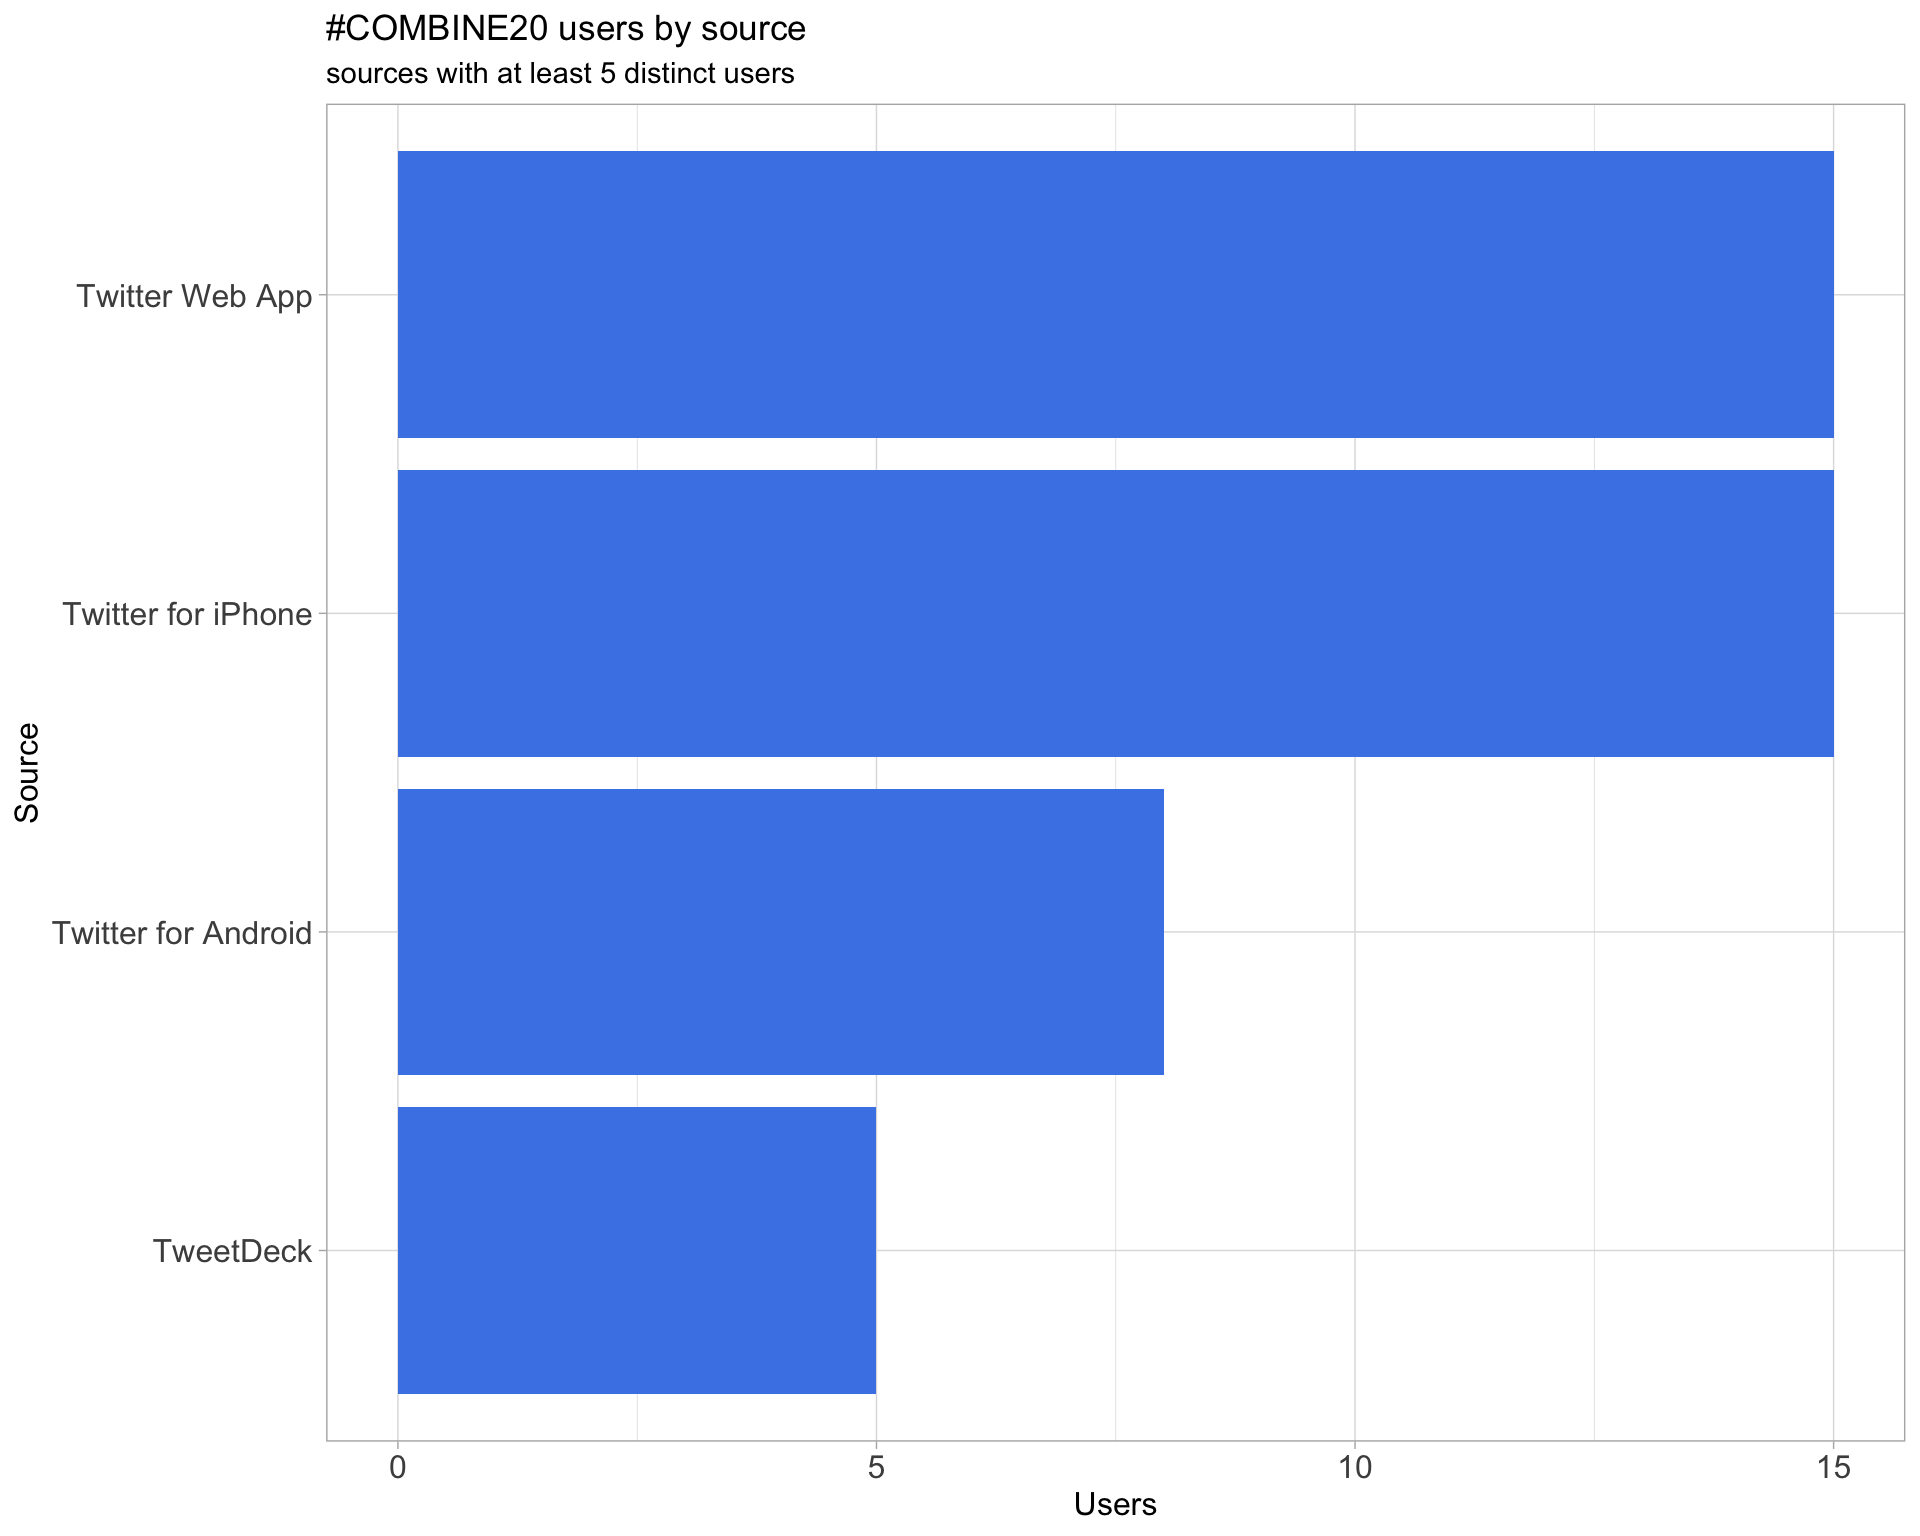 #COMBINE20 users by source
sources with at least 5 distinct users
Twitter Web App
Twitter for iPhone
Twitter for Android
TweetDeck
Source
0 5 10 15
Users